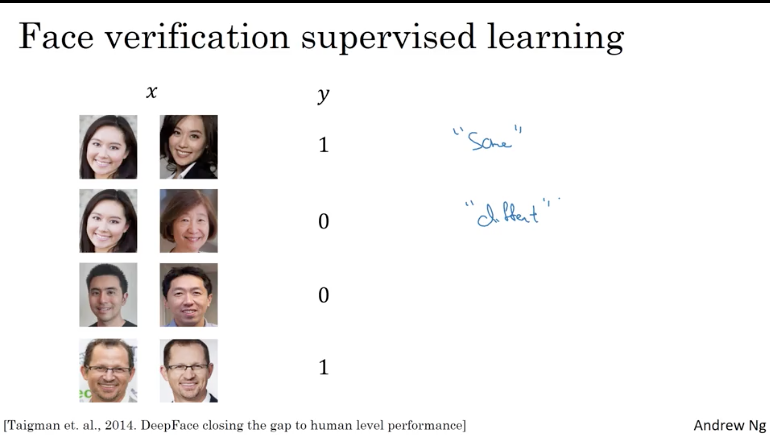 Face verification supervised learning
x y
1 "Same"
0 "different"
0
1
[Taigman et. al., 2014. DeepFace closing the gap to human level performance]
Andrew Ng